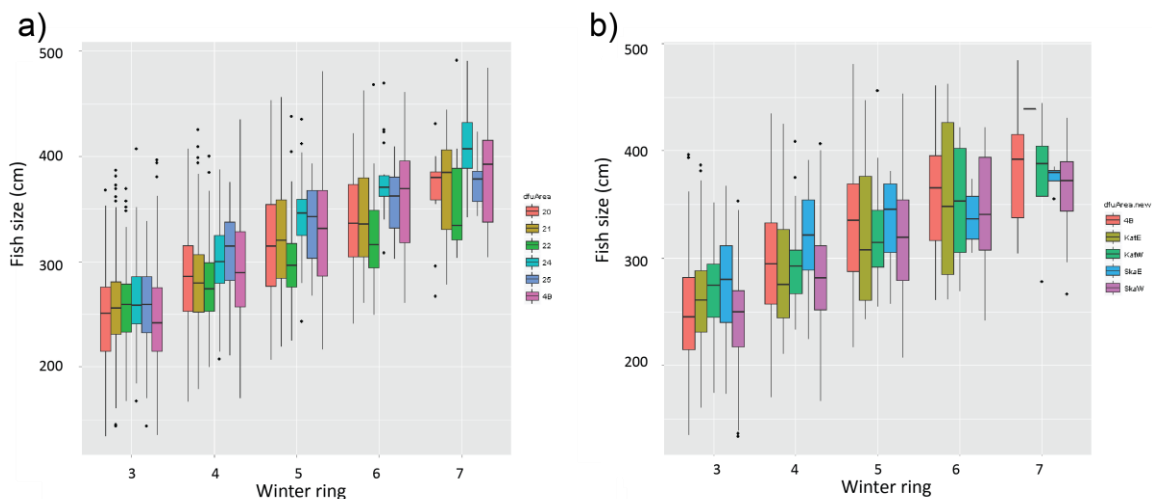 a)
500
400
300
200
Fish size (cm)
3 4 5 6 7
Winter ring
dfuArea
20
21
22
24
25
4B
b)
500
400
300
200
Fish size (cm)
3 4 5 6 7
Winter ring
dfuArea.new
4B
KatE
KatW
SkaE
SkaW